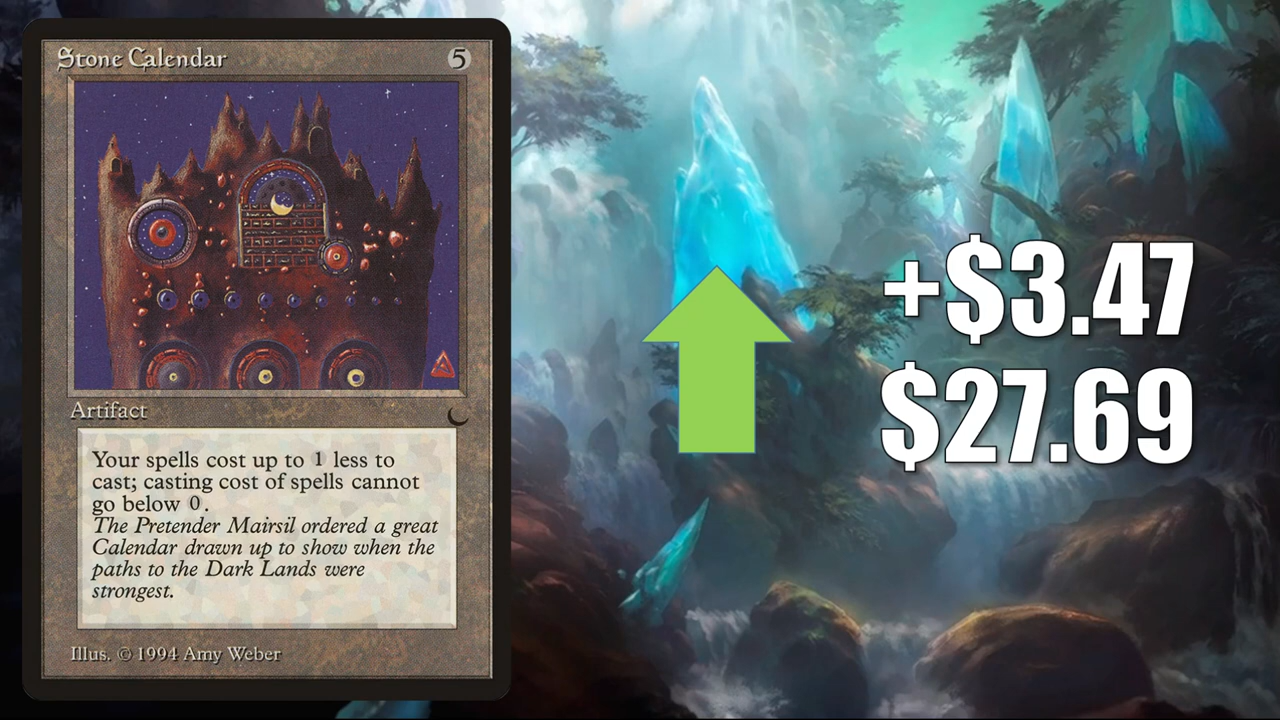 Stone Calendar 5
Artifact
Your spells cost up to 1 less to
cast; casting cost of spells cannot
go below 0.
The Pretender Mairsil ordered a great
Calendar drawn up to show when the
paths to the Dark Lands were
strongest.
Illus. © 1994 Amy Weber
+$3.47
$27.69